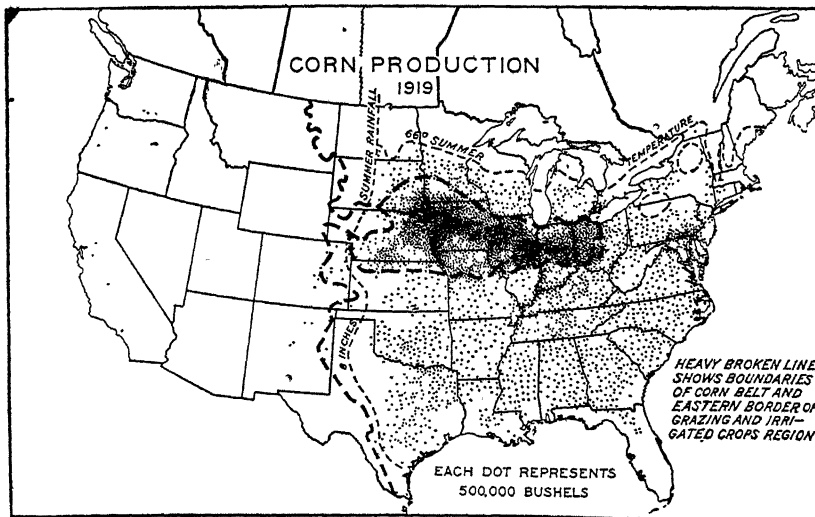 CORN PRODUCTION
1919
66° SUMMER
TEMPERATURE
SUMMER RAINFALL
8 INCHES
HEAVY BROKEN LINE
SHOWS BOUNDARIES
OF CORN BELT AND
EASTERN BORDER OF
GRAZING AND IRRI-
GATED CROPS REGION
EACH DOT REPRESENTS
500,000 BUSHELS